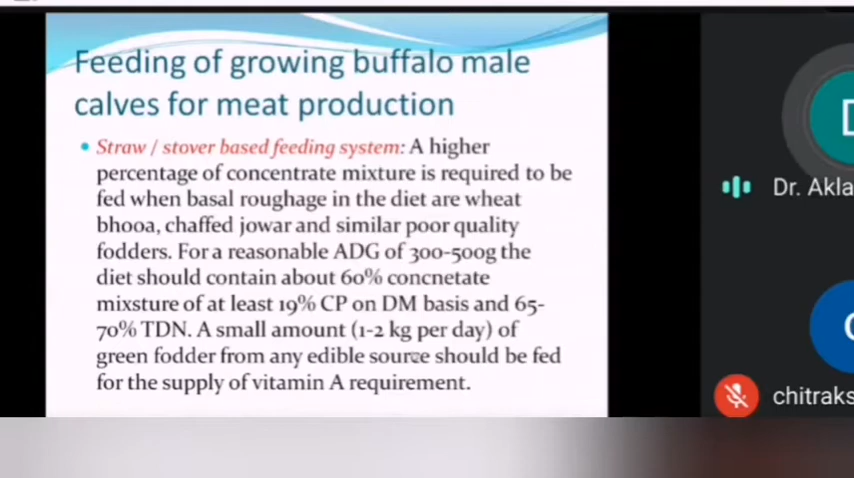 Feeding of growing buffalo male
calves for meat production
• Straw / stover based feeding system: A higher
percentage of concentrate mixture is required to be
fed when basal roughage in the diet are wheat
bhooa, chaffed jowar and similar poor quality
fodders. For a reasonable ADG of 300-500g the
diet should contain about 60% concnetate
mixsture of at least 19% CP on DM basis and 65-
70% TDN. A small amount (1-2 kg per day) of
green fodder from any edible source should be fed
for the supply of vitamin A requirement.
D
Dr. Akla
chitraks